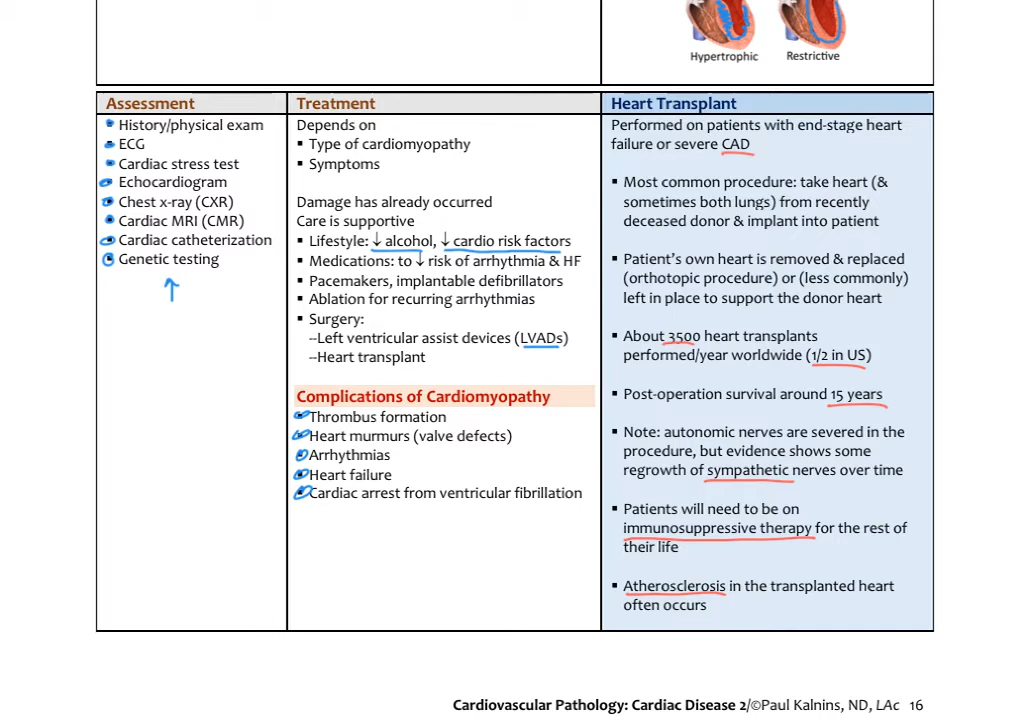 Hypertrophic
Restrictive
Assessment
▪ History/physical exam
▪ ECG
▪ Cardiac stress test
▪ Echocardiogram
▪ Chest x-ray (CXR)
▪ Cardiac MRI (CMR)
▪ Cardiac catheterization
▪ Genetic testing
Treatment
Depends on
▪ Type of cardiomyopathy
▪ Symptoms
Damage has already occurred
Care is supportive
▪ Lifestyle: ↓ alcohol, ↓ cardio risk factors
▪ Medications: to ↓ risk of arrhythmia & HF
▪ Pacemakers, implantable defibrillators
▪ Ablation for recurring arrhythmias
▪ Surgery:
--Left ventricular assist devices (LVADs)
--Heart transplant
Complications of Cardiomyopathy
▪ Thrombus formation
▪ Heart murmurs (valve defects)
▪ Arrhythmias
▪ Heart failure
▪ Cardiac arrest from ventricular fibrillation
Heart Transplant
Performed on patients with end-stage heart
failure or severe CAD
▪ Most common procedure: take heart (&
sometimes both lungs) from recently
deceased donor & implant into patient
▪ Patient's own heart is removed & replaced
(orthotopic procedure) or (less commonly)
left in place to support the donor heart
▪ About 3500 heart transplants
performed/year worldwide (1/2 in US)
▪ Post-operation survival around 15 years
▪ Note: autonomic nerves are severed in the
procedure, but evidence shows some
regrowth of sympathetic nerves over time
▪ Patients will need to be on
immunosuppressive therapy for the rest of
their life
▪ Atherosclerosis in the transplanted heart
often occurs
Cardiovascular Pathology: Cardiac Disease 2/©Paul Kalnins, ND, LAc 16